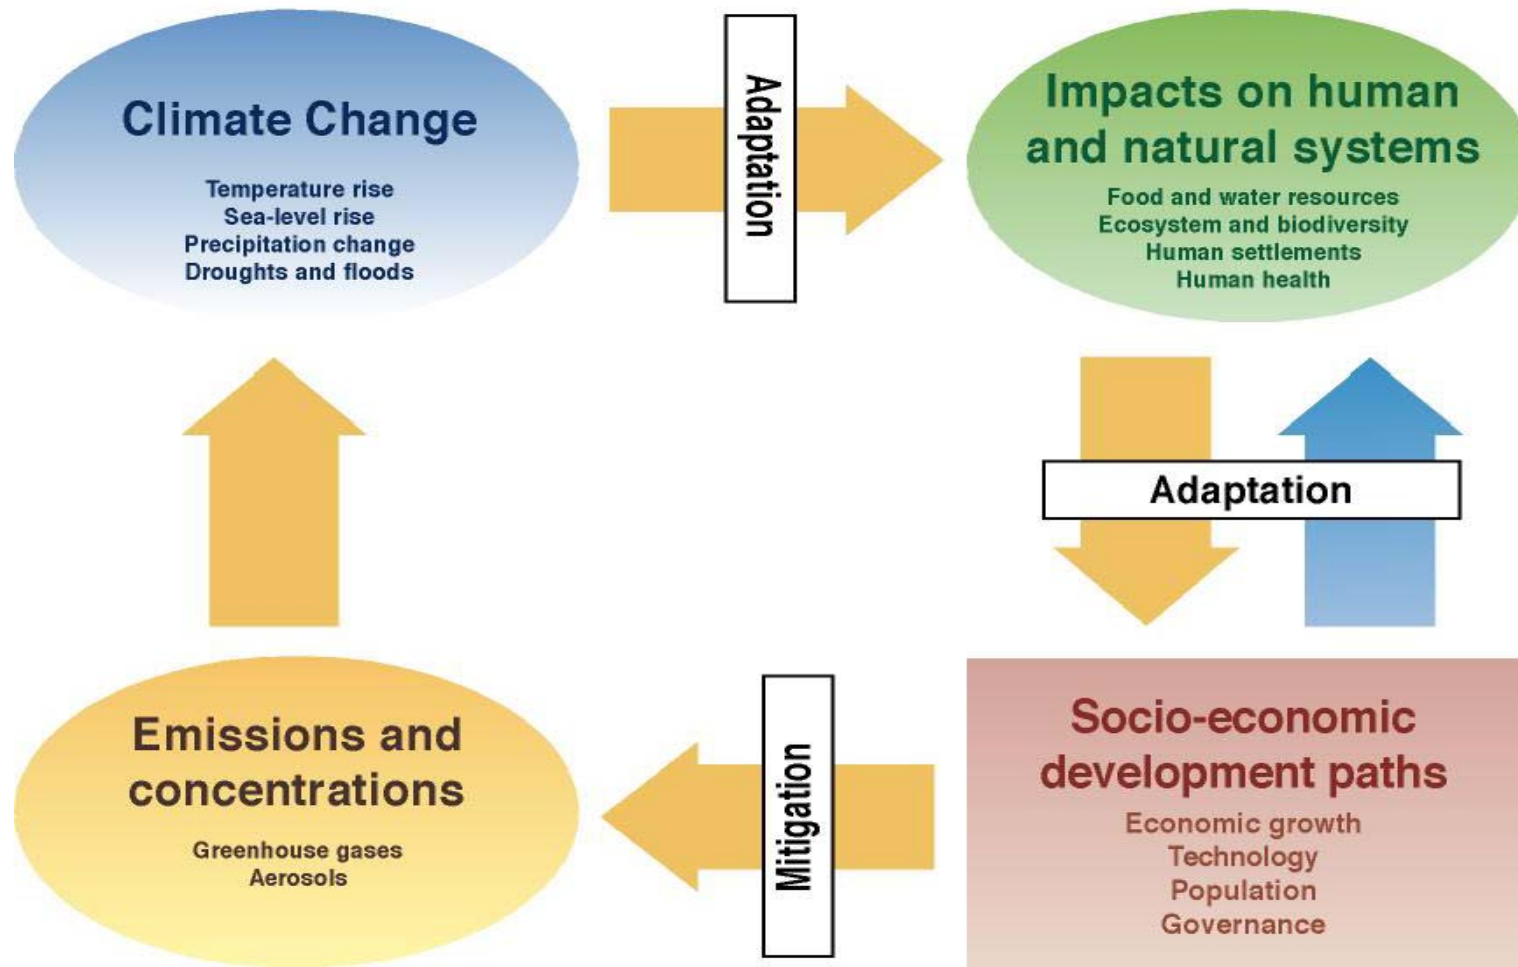 Climate Change
Temperature rise
Sea-level rise
Precipitation change
Droughts and floods
Adaptation
Impacts on human
and natural systems
Food and water resources
Ecosystem and biodiversity
Human settlements
Human health
Adaptation
Emissions and
concentrations
Greenhouse gases
Aerosols
Mitigation
Socio-economic
development paths
Economic growth
Technology
Population
Governance